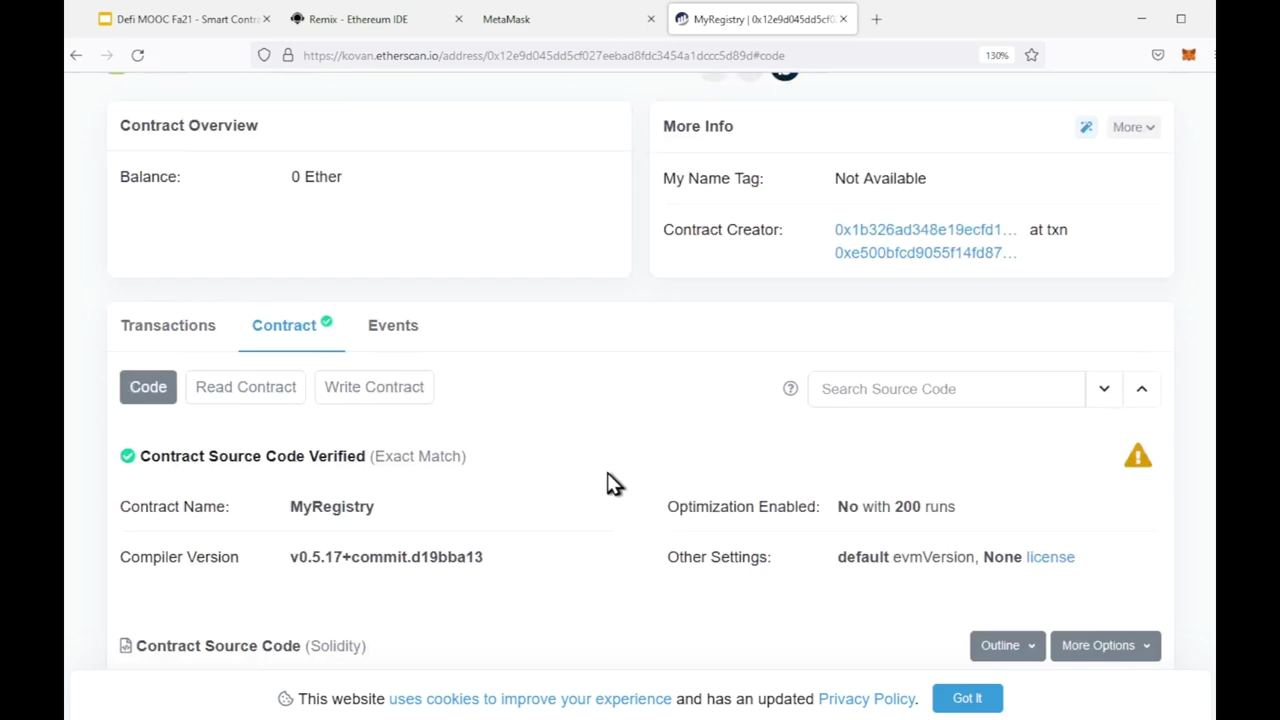 Defi MOOC Fa21 - Smart Contra
Remix - Ethereum IDE
MetaMask
MyRegistry | 0x12e9d045dd5cf0
https://kovan.etherscan.io/address/0x12e9d045dd5cf027eebad8fdc3454a1dccc5d89d#code
130%
Contract Overview
Balance: 0 Ether
More Info
More
My Name Tag: Not Available
Contract Creator: 0x1b326ad348e19ecfd1... at txn
0xe500bfcd9055f14fd87...
Transactions Contract Events
Code Read Contract Write Contract
Search Source Code
Contract Source Code Verified (Exact Match)
Contract Name: MyRegistry
Optimization Enabled: No with 200 runs
Compiler Version v0.5.17+commit.d19bba13
Other Settings: default evmVersion, None license
Contract Source Code (Solidity)
Outline More Options
This website uses cookies to improve your experience and has an updated Privacy Policy. Got It